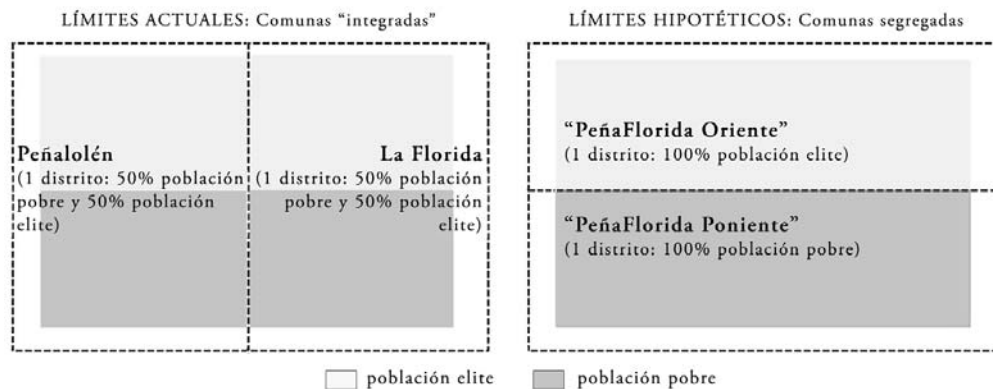 LÍMITES ACTUALES: Comunas “integradas”
Peñalolén
(1 distrito: 50% población
pobre y 50% población
elite)
La Florida
(1 distrito: 50% población
pobre y 50% población
elite)
LÍMITES HIPOTÉTICOS: Comunas segregadas
“PeñaFlorida Oriente”
(1 distrito: 100% población elite)
“PeñaFlorida Poniente”
(1 distrito: 100% población pobre)
población elite
población pobre